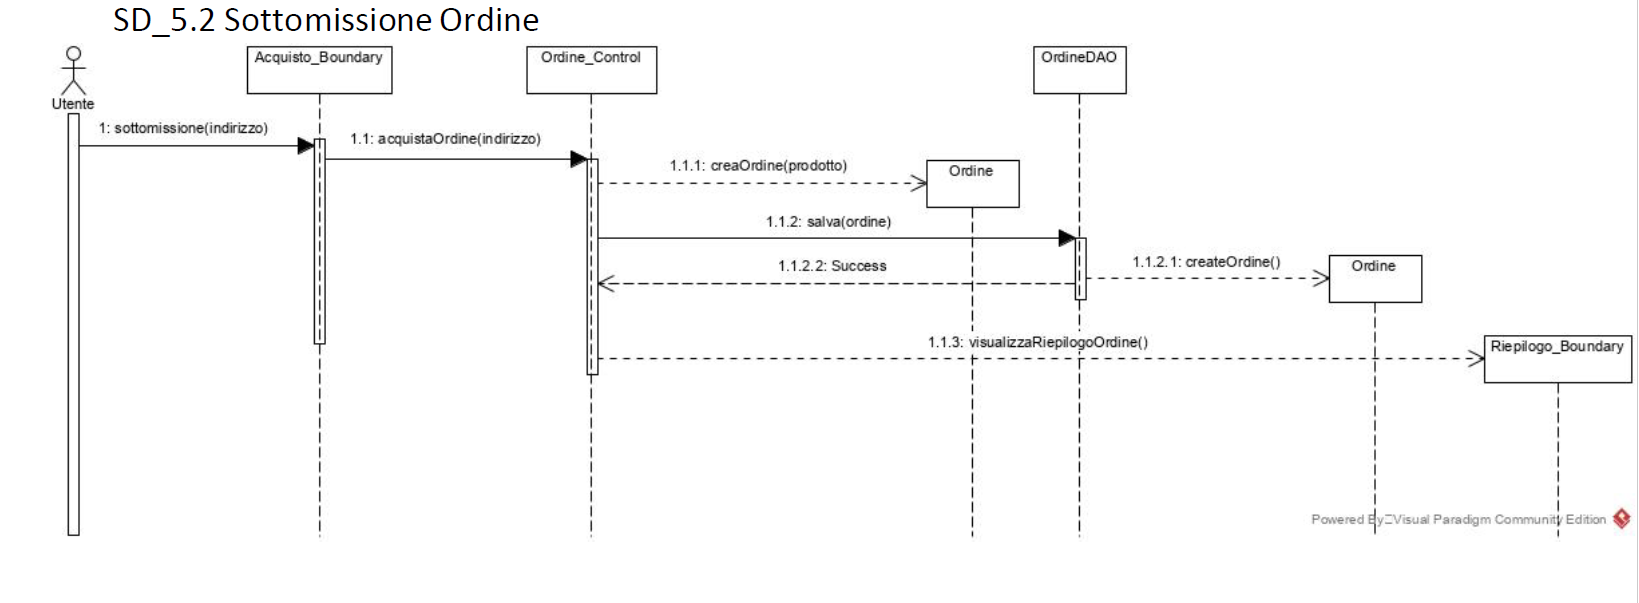 SD_5.2 Sottomissione Ordine
Utente
Acquisto_Boundary
Ordine_Control
OrdineDAO
1: sottomissione(indirizzo)
1.1: acquistaOrdine(indirizzo)
1.1.1: creaOrdine(prodotto)
Ordine
1.1.2: salva(ordine)
1.1.2.2: Success
1.1.2.1: createOrdine()
Ordine
1.1.3: visualizzaRiepilogoOrdine()
Riepilogo_Boundary
Powered By Visual Paradigm Community Edition